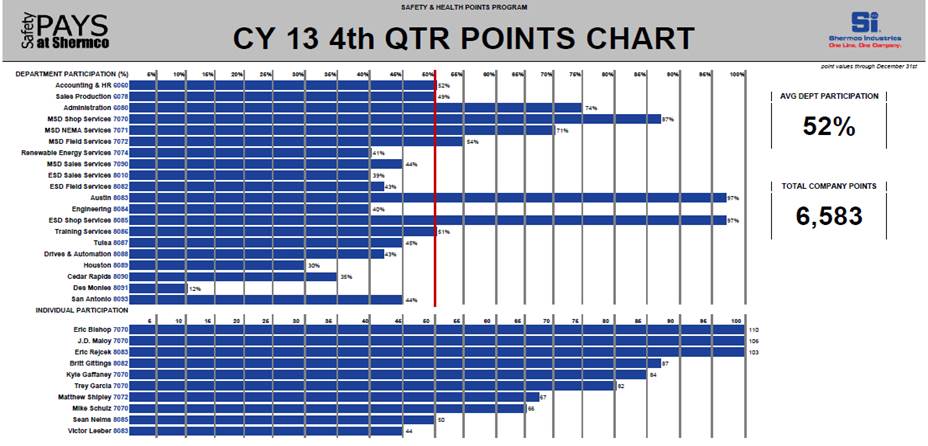 SAFETY & HEALTH POINTS PROGRAM
Safety PAYS at Shermco
CY 13 4th QTR POINTS CHART
Si
Shermco Industries
One Line. One Company.
point values through December 31st
DEPARTMENT PARTICIPATION (%) 5% 10% 15% 20% 25% 30% 35% 40% 45% 50% 55% 60% 65% 70% 75% 80% 85% 90% 95% 100%
Accounting & HR 6060 52%
Sales Production 6078 49%
Administration 6080 74%
MSD Shop Services 7070 87%
MSD NEMA Services 7071 71%
MSD Field Services 7072 54%
Renewable Energy Services 7074 41%
MSD Sales Services 7090 44%
ESD Sales Services 8010 39%
ESD Field Services 8082 43%
Austin 8083 97%
Engineering 8084 40%
ESD Shop Services 8085 97%
Training Services 8086 51%
Tulsa 8087 45%
Drives & Automation 8088 43%
Houston 8089 30%
Cedar Rapids 8090 35%
Des Monies 8091 12%
San Antonio 8093 44%
AVG DEPT PARTICIPATION
52%
TOTAL COMPANY POINTS
6,583
INDIVIDUAL PARTICIPATION
5 10 15 20 25 30 35 40 45 50 55 60 65 70 75 80 85 90 95 100
Eric Bishop 7070 110
J.D. Maloy 7070 106
Eric Rejcek 8083 103
Britt Gittings 8082 87
Kyle Gaffaney 7070 84
Trey Garcia 7070 82
Matthew Shipley 7072 67
Mike Schulz 7070 66
Sean Nelms 8085 50
Victor Leeber 8083 44